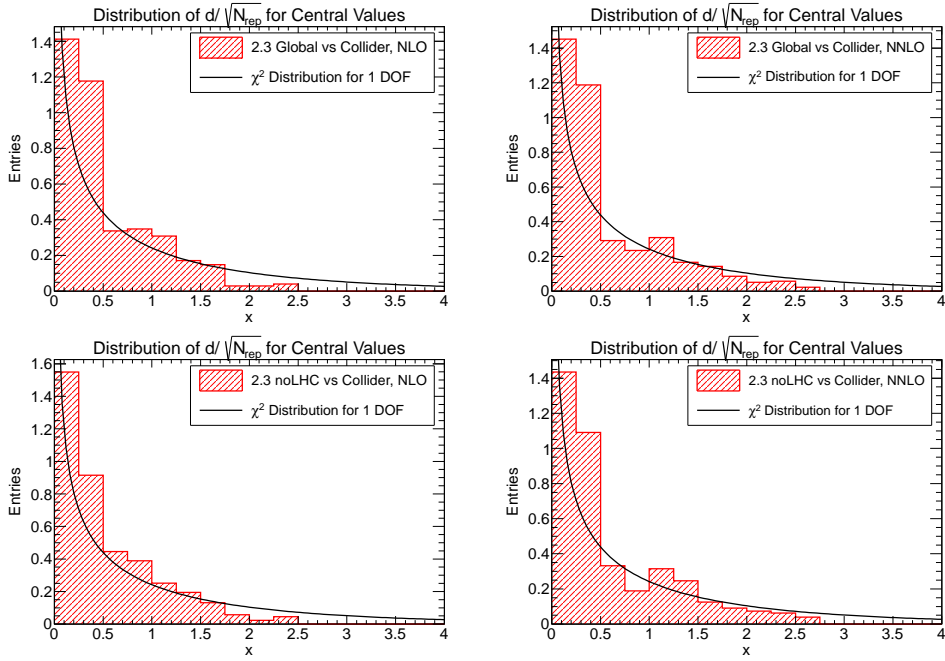 Distribution of d/ √N_rep for Central Values
2.3 Global vs Collider, NLO
χ² Distribution for 1 DOF
Entries
1.4
1.2
1
0.8
0.6
0.4
0.2
0
0 0.5 1 1.5 2 2.5 3 3.5 4
x
Distribution of d/ √N_rep for Central Values
2.3 Global vs Collider, NNLO
χ² Distribution for 1 DOF
Entries
1.4
1.2
1
0.8
0.6
0.4
0.2
0
0 0.5 1 1.5 2 2.5 3 3.5 4
x
Distribution of d/ √N_rep for Central Values
2.3 noLHC vs Collider, NLO
χ² Distribution for 1 DOF
Entries
1.6
1.4
1.2
1
0.8
0.6
0.4
0.2
0
0 0.5 1 1.5 2 2.5 3 3.5 4
x
Distribution of d/ √N_rep for Central Values
2.3 noLHC vs Collider, NNLO
χ² Distribution for 1 DOF
Entries
1.4
1.2
1
0.8
0.6
0.4
0.2
0
0 0.5 1 1.5 2 2.5 3 3.5 4
x